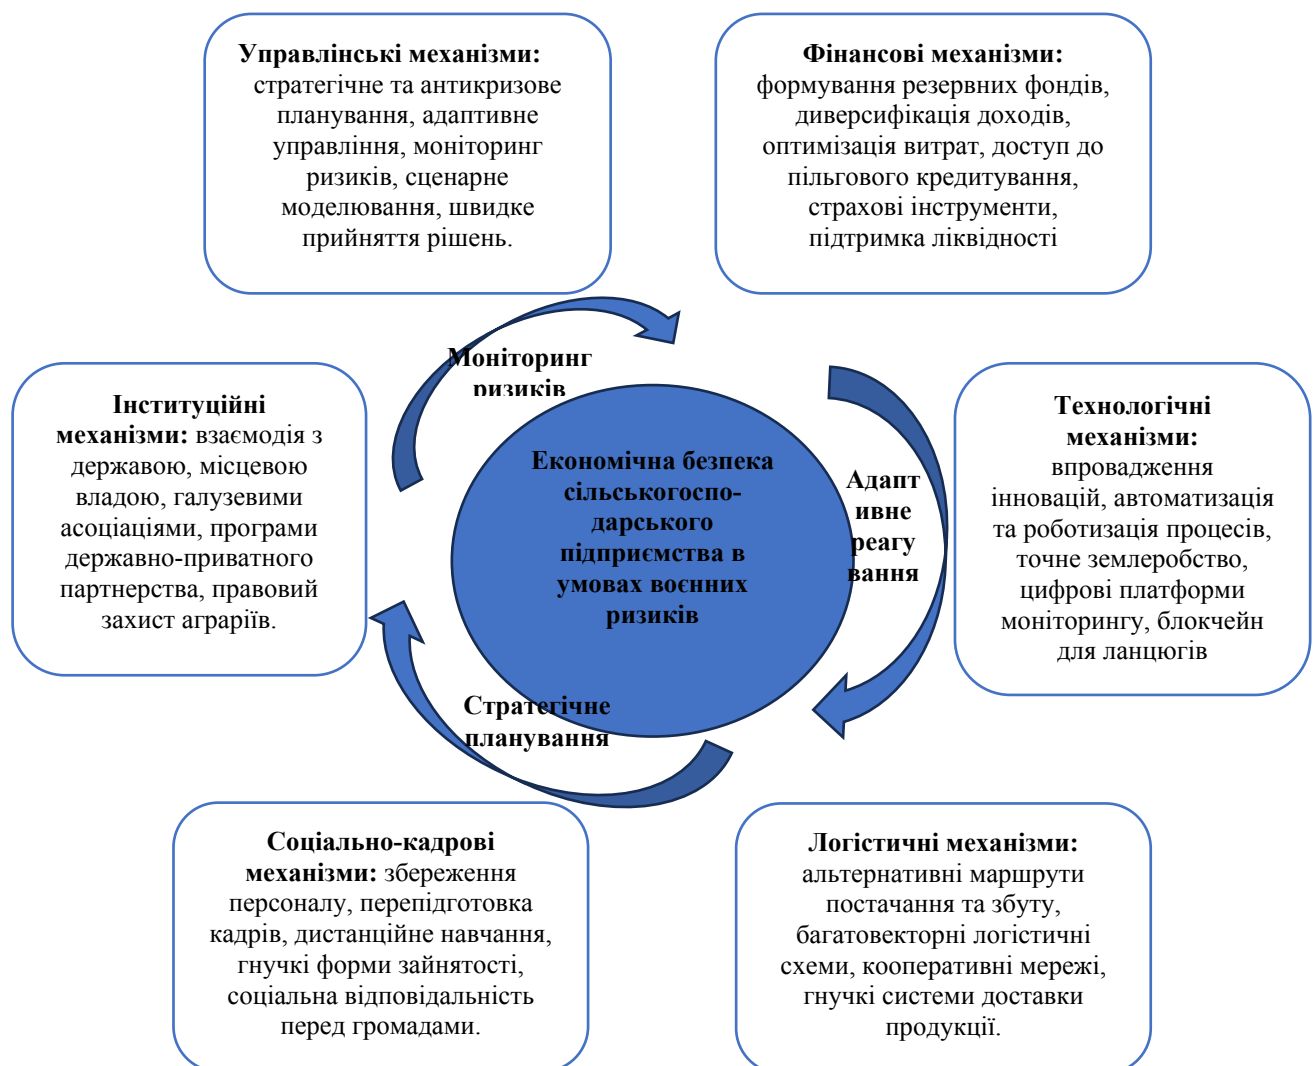 Управлінські механізми:
стратегічне та антикризове
планування, адаптивне
управління, моніторинг
ризиків, сценарне
моделювання, швидке
прийняття рішень.
Фінансові механізми:
формування резервних фондів,
диверсифікація доходів,
оптимізація витрат, доступ до
пільгового кредитування,
страхові інструменти,
підтримка ліквідності
Моніторинг
ризиків
Інституційні
механізми: взаємодія з
державою, місцевою
владою, галузевими
асоціаціями, програми
державно-приватного
партнерства, правовий
захист аграріїв.
Економічна безпека
сільськогоспо-
дарського
підприємства в
умовах воєнних
ризиків
Адапт
ивне
реагу
вання
Технологічні
механізми:
впровадження
інновацій, автоматизація
та роботизація процесів,
точне землеробство,
цифрові платформи
моніторингу, блокчейн
для ланцюгів
Стратегічне
планування
Соціально-кадрові
механізми: збереження
персоналу, перепідготовка
кадрів, дистанційне навчання,
гнучкі форми зайнятості,
соціальна відповідальність
перед громадами.
Логістичні механізми:
альтернативні маршрути
постачання та збуту,
багатовекторні логістичні
схеми, кооперативні мережі,
гнучкі системи доставки
продукції.